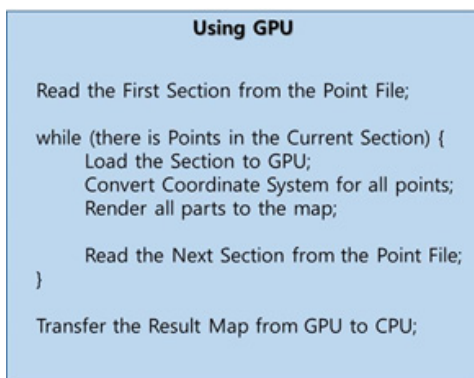 Using GPU
Read the First Section from the Point File;
while (there is Points in the Current Section) {
Load the Section to GPU;
Convert Coordinate System for all points;
Render all parts to the map;
Read the Next Section from the Point File;
}
Transfer the Result Map from GPU to CPU;